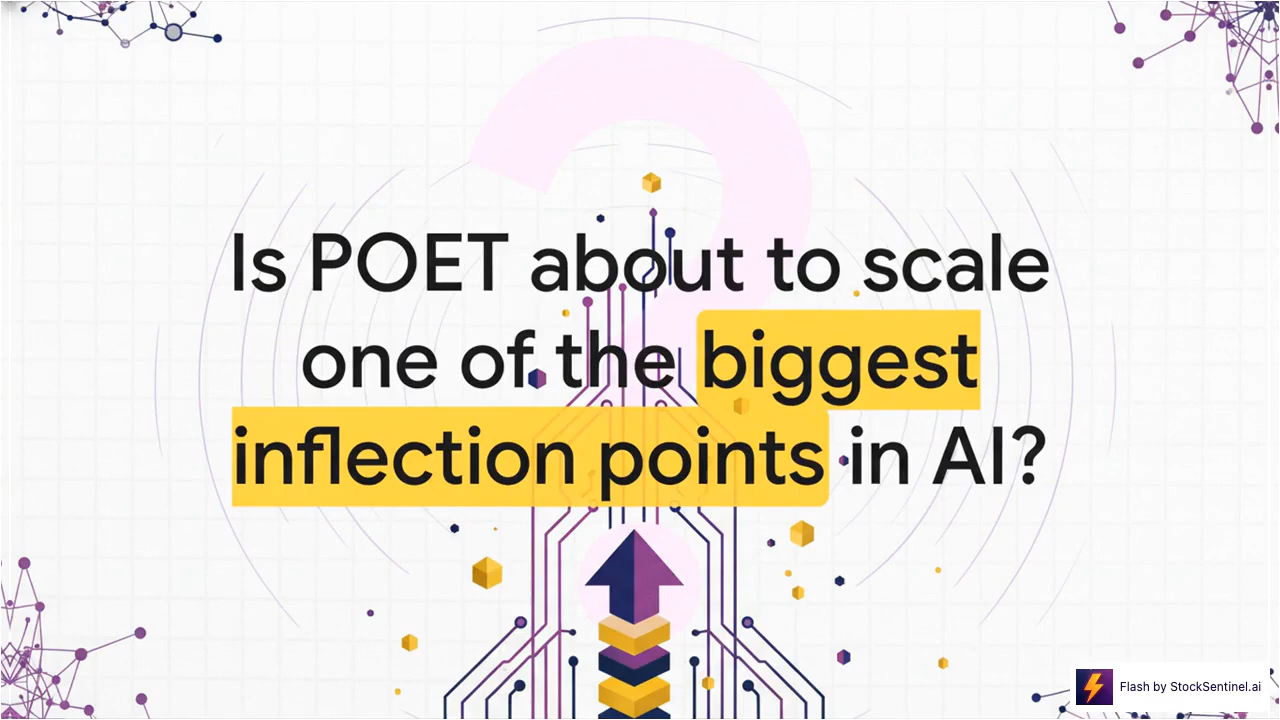 Is POET about to scale
one of the biggest
inflection points in AI?
Flash by StockSentinel.ai